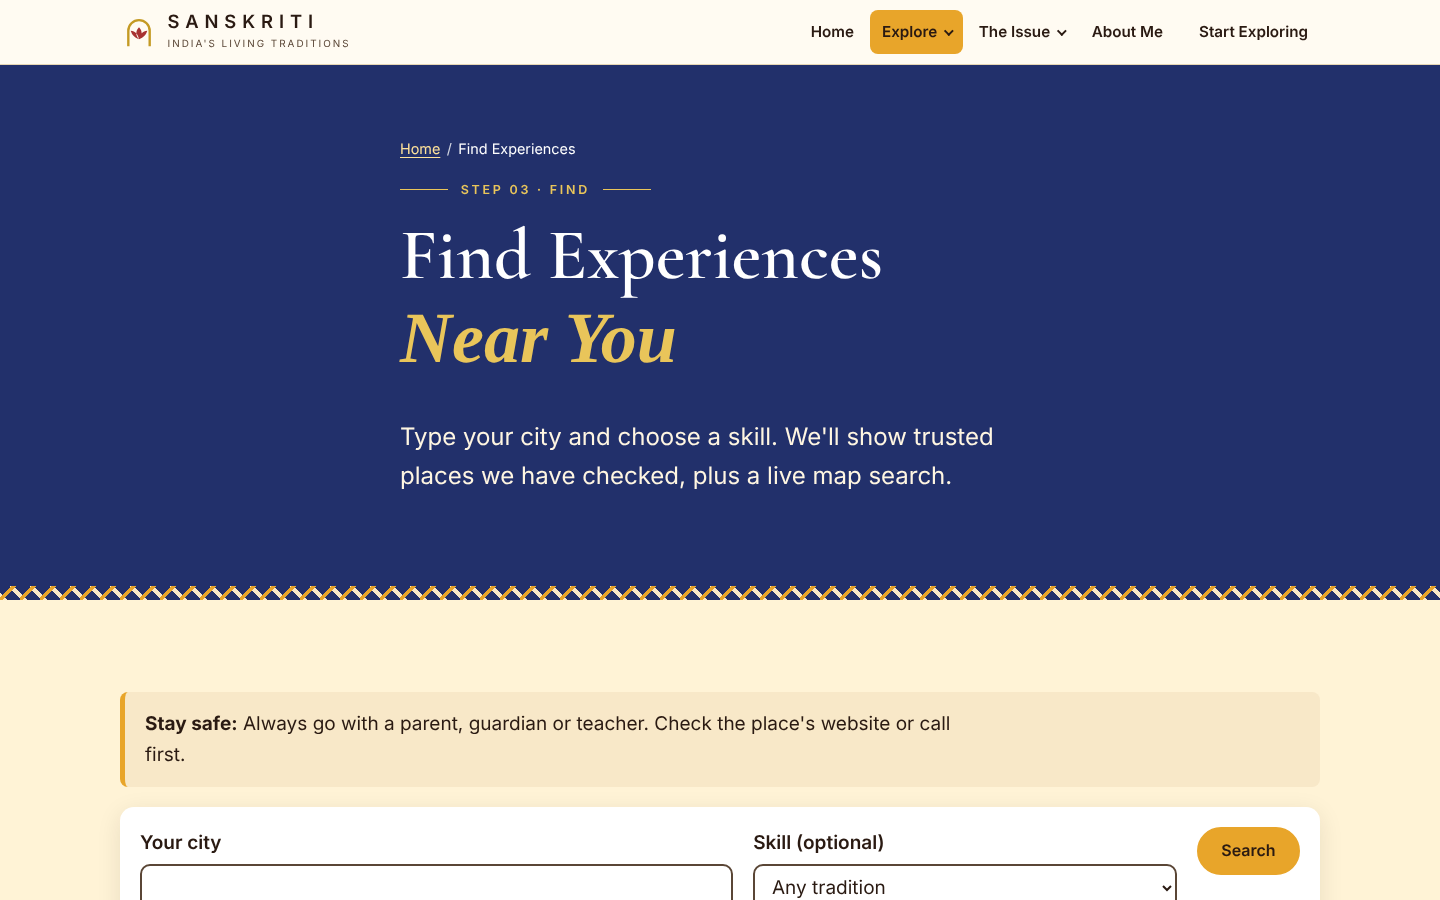 SANSKRITI
INDIA'S LIVING TRADITIONS
Home
Explore
The Issue
About Me
Start Exploring
Home / Find Experiences
STEP 03 · FIND
Find Experiences
Near You
Type your city and choose a skill. We'll show trusted
places we have checked, plus a live map search.
Stay safe: Always go with a parent, guardian or teacher. Check the place's website or call
first.
Your city
Skill (optional)
Search
Any tradition